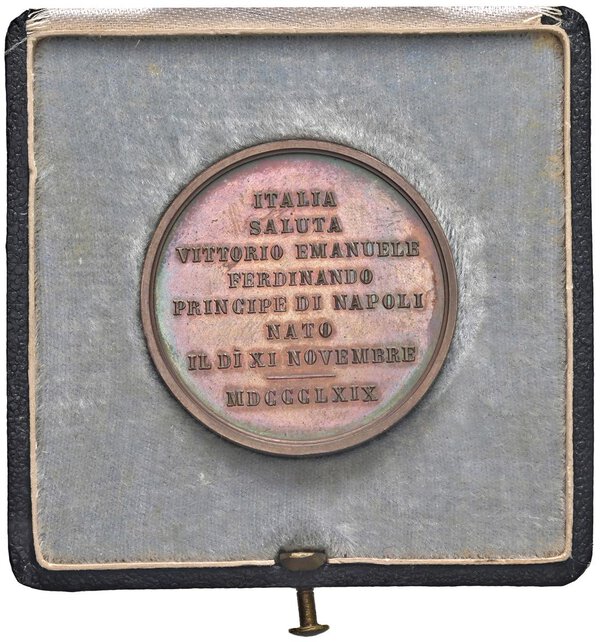 ITALIA
SALUTA
VITTORIO EMANUELE
FERDINANDO
PRINCIPE DI NAPOLI
NATO
IL DÌ XI NOVEMBRE
MDCCCLXIX